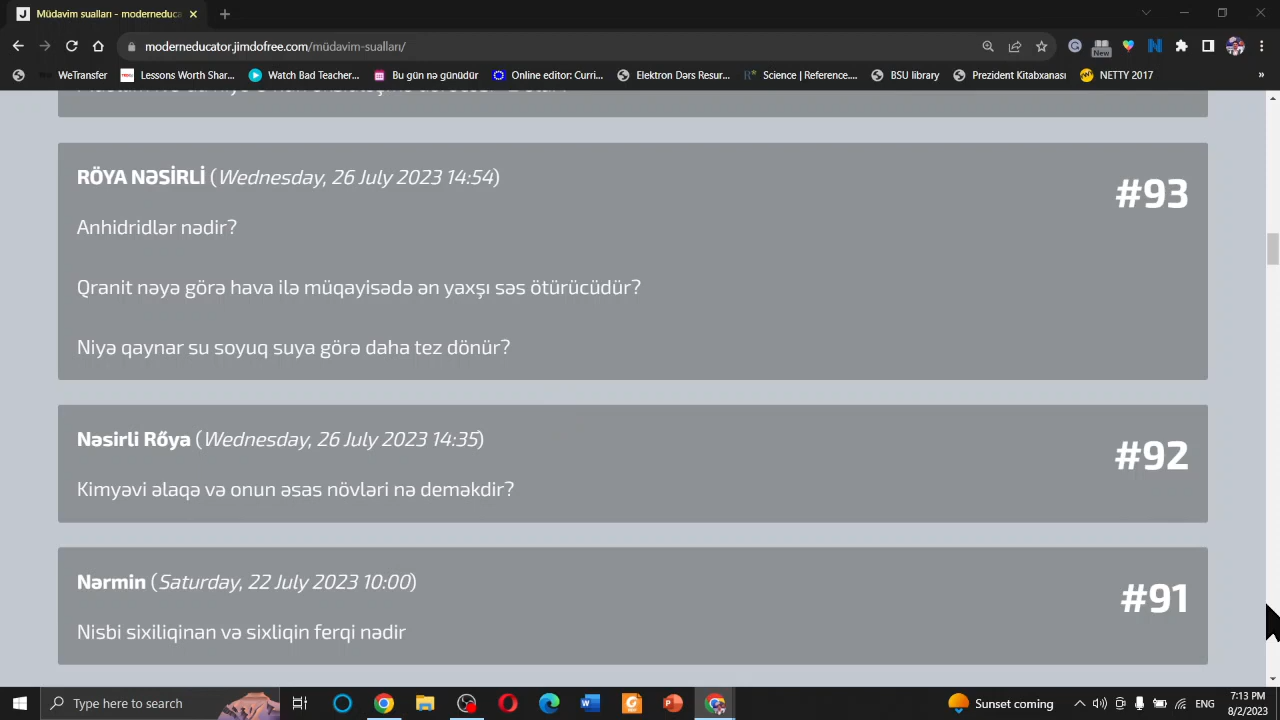 Müdavim sualları - moderneduca
moderneducator.jimdofree.com/müdavim-sualları/
New
WeTransfer
Lessons Worth Shar...
Watch Bad Teacher...
Bu gün nə günüdür
Online editor: Curri...
Elektron Dərs Resur...
Science | Reference....
BSU library
Prezident Kitabxanası
NETTY 2017
»
RÖYA NƏSİRLİ (Wednesday, 26 July 2023 14:54)
#93
Anhidridlər nədir?
Qranit nəyə görə hava ilə müqayisədə ən yaxşı səs ötürücüdür?
Niyə qaynar su soyuq suya görə daha tez dönür?
Nəsirli Rőya (Wednesday, 26 July 2023 14:35)
#92
Kimyəvi əlaqə və onun əsas növləri nə deməkdir?
Nərmin (Saturday, 22 July 2023 10:00)
#91
Nisbi sixiliqinan və sixliqin ferqi nədir
Type here to search
Sunset coming
ENG
7:13 PM
8/2/2023